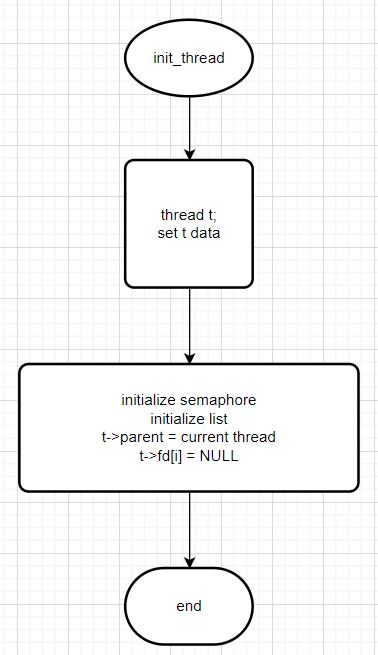 init_thread
thread t;
set t data
initialize semaphore
initialize list
t->parent = current thread
t->fd[i] = NULL
end